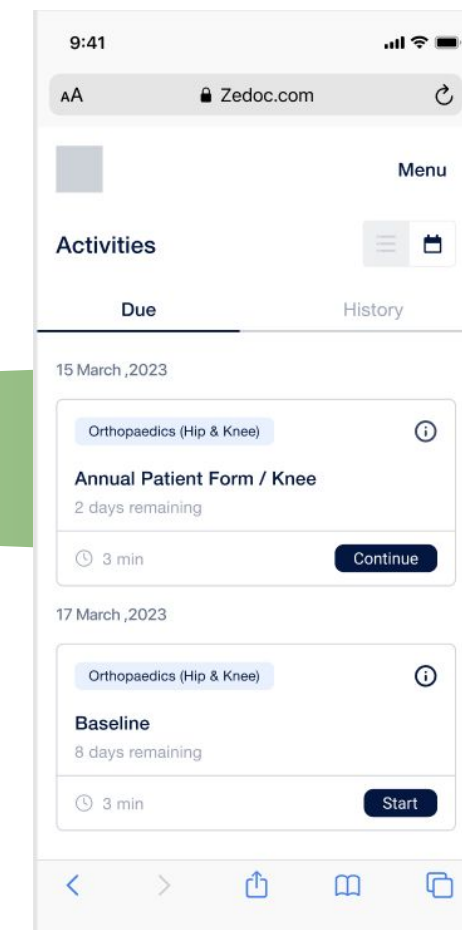 9:41
AA Zedoc.com
Menu
Activities
Due History
15 March ,2023
Orthopaedics (Hip & Knee)
Annual Patient Form / Knee
2 days remaining
3 min Continue
17 March ,2023
Orthopaedics (Hip & Knee)
Baseline
8 days remaining
3 min Start